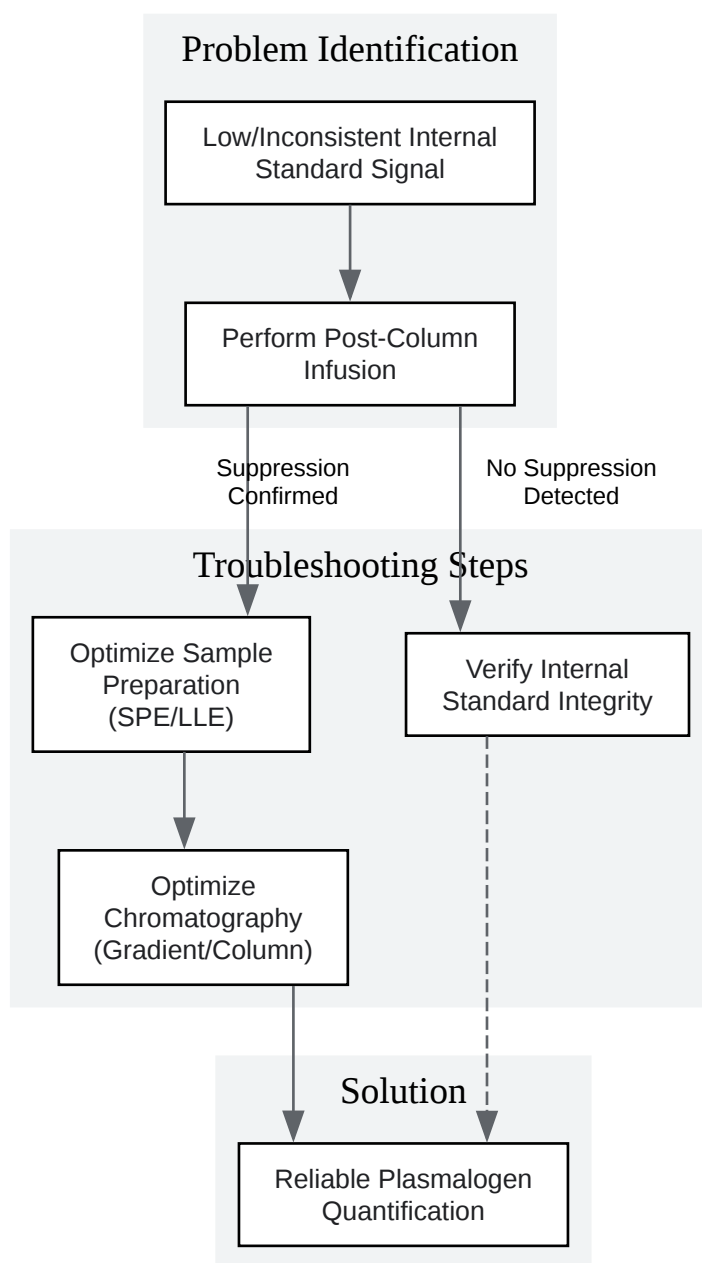 Problem Identification
Low/Inconsistent Internal
Standard Signal
Perform Post-Column
Infusion
Suppression
Confirmed
No Suppression
Detected
Troubleshooting Steps
Optimize Sample
Preparation
(SPE/LLE)
Verify Internal
Standard Integrity
Optimize
Chromatography
(Gradient/Column)
Solution
Reliable Plasmalogen
Quantification